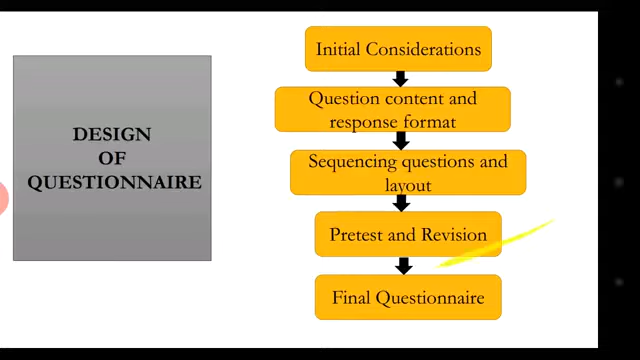 DESIGN
OF
QUESTIONNAIRE
Initial Considerations
Question content and
response format
Sequencing questions and
layout
Pretest and Revision
Final Questionnaire